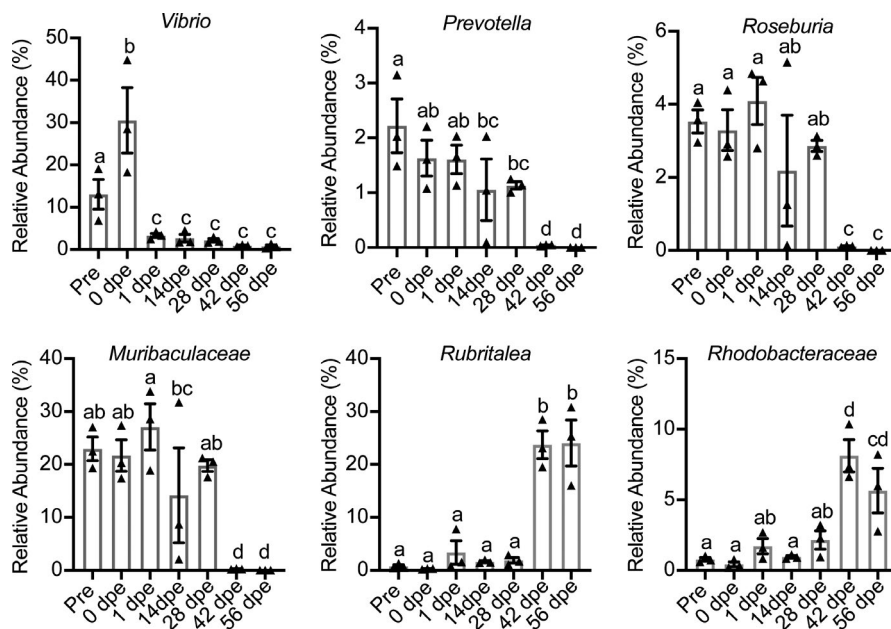 Vibrio
Relative Abundance (%)
50
40
30
20
10
0
a
b
c
c
c
c
c
Pre
0 dpe
1 dpe
14dpe
28 dpe
42 dpe
56 dpe
Prevotella
Relative Abundance (%)
4
3
2
1
0
a
ab
ab
bc
bc
d
d
Pre
0 dpe
1 dpe
14dpe
28 dpe
42 dpe
56 dpe
Roseburia
Relative Abundance (%)
6
4
2
0
a
a
a
ab
ab
c
c
Pre
0 dpe
1 dpe
14dpe
28 dpe
42 dpe
56 dpe
Muribaculaceae
Relative Abundance (%)
40
30
20
10
0
ab
ab
a
bc
ab
d
d
Pre
0 dpe
1 dpe
14dpe
28 dpe
42 dpe
56 dpe
Rubritalea
Relative Abundance (%)
40
30
20
10
0
a
a
a
a
a
b
b
Pre
0 dpe
1 dpe
14dpe
28 dpe
42 dpe
56 dpe
Rhodobacteraceae
Relative Abundance (%)
15
10
5
0
a
a
ab
a
ab
d
cd
Pre
0 dpe
1 dpe
14dpe
28 dpe
42 dpe
56 dpe